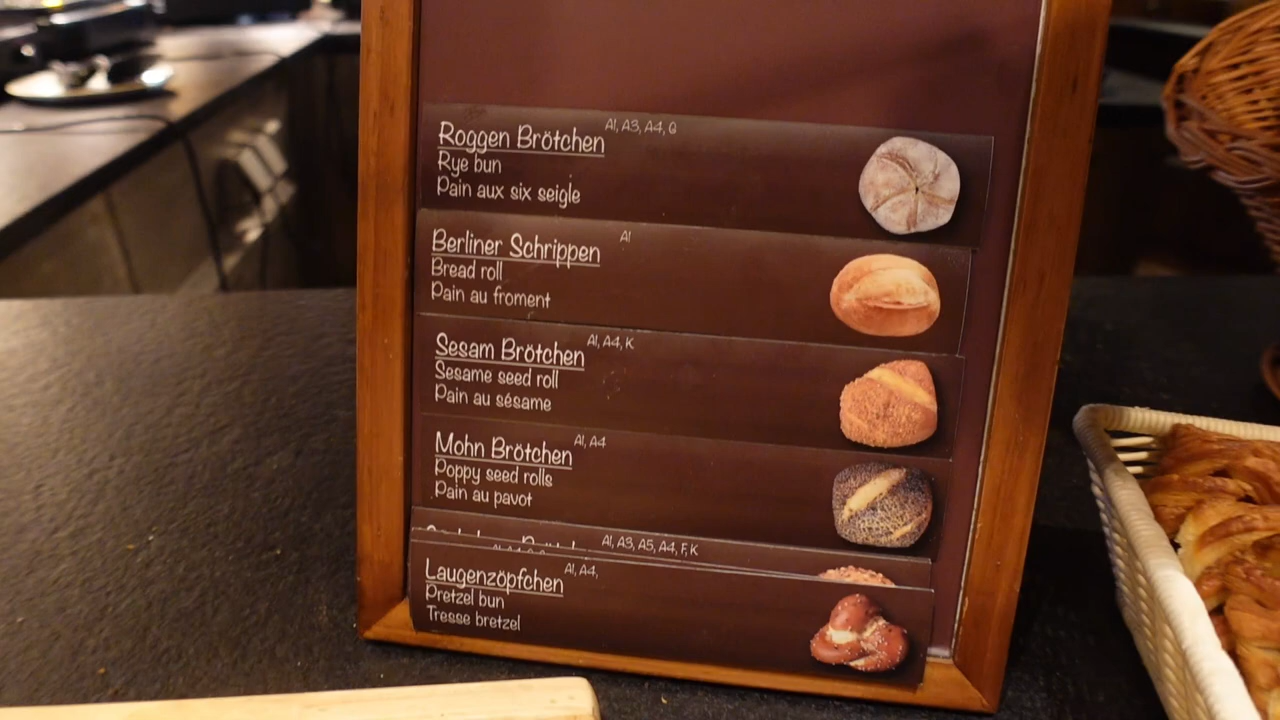 Roggen Brötchen A1, A3, A4, Q
Rye bun
Pain aux six seigle
Berliner Schrippen A1
Bread roll
Pain au froment
Sesam Brötchen A1, A4, K
Sesame seed roll
Pain au sésame
Mohn Brötchen A1, A4
Poppy seed rolls
Pain au pavot
A1, A3, A5, A4, F, K
Laugenzöpfchen A1, A4,
Pretzel bun
Tresse bretzel